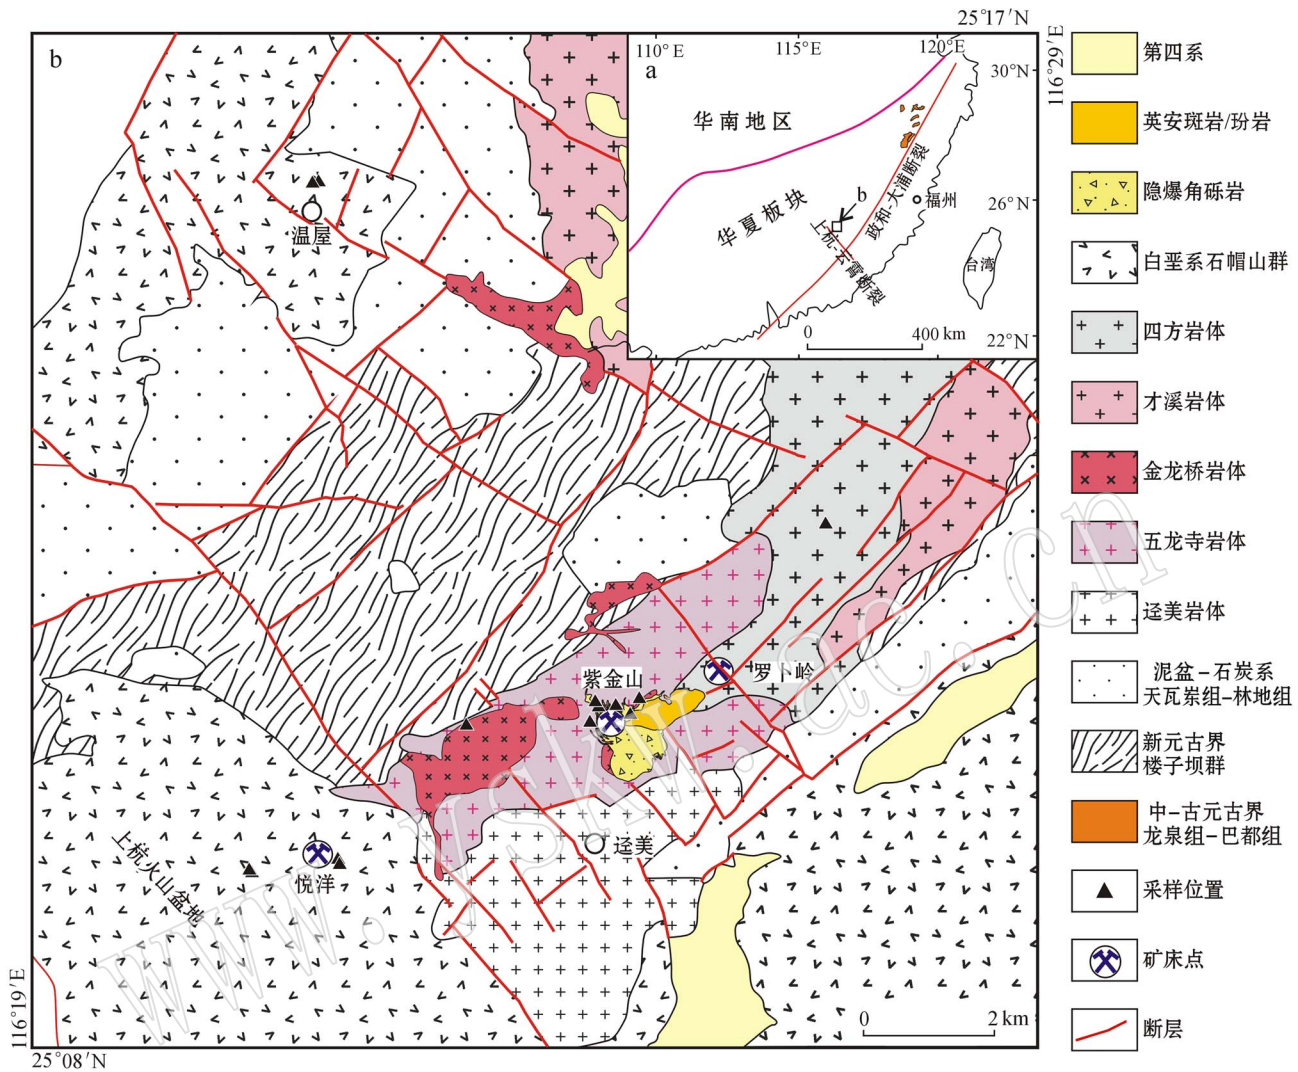 25°17′N
116°29′E
b
a
110°E
115°E
120°E
30°N
26°N
22°N
华南地区
华夏板块
政和-大浦断裂
上杭-云霄断裂
b
福州
台湾
0
400 km
温屋
紫金山
罗卜岭
迳美
悦洋
上杭火山盆地
0
2 km
116°19′E
25°08′N
第四系
英安斑岩/玢岩
隐爆角砾岩
白垩系石帽山群
四方岩体
才溪岩体
金龙桥岩体
五龙寺岩体
迳美岩体
泥盆-石炭系
天瓦岽组-林地组
新元古界
楼子坝群
中-古元古界
龙泉组-巴都组
采样位置
矿床点
断层
www.yskw.ac.cn